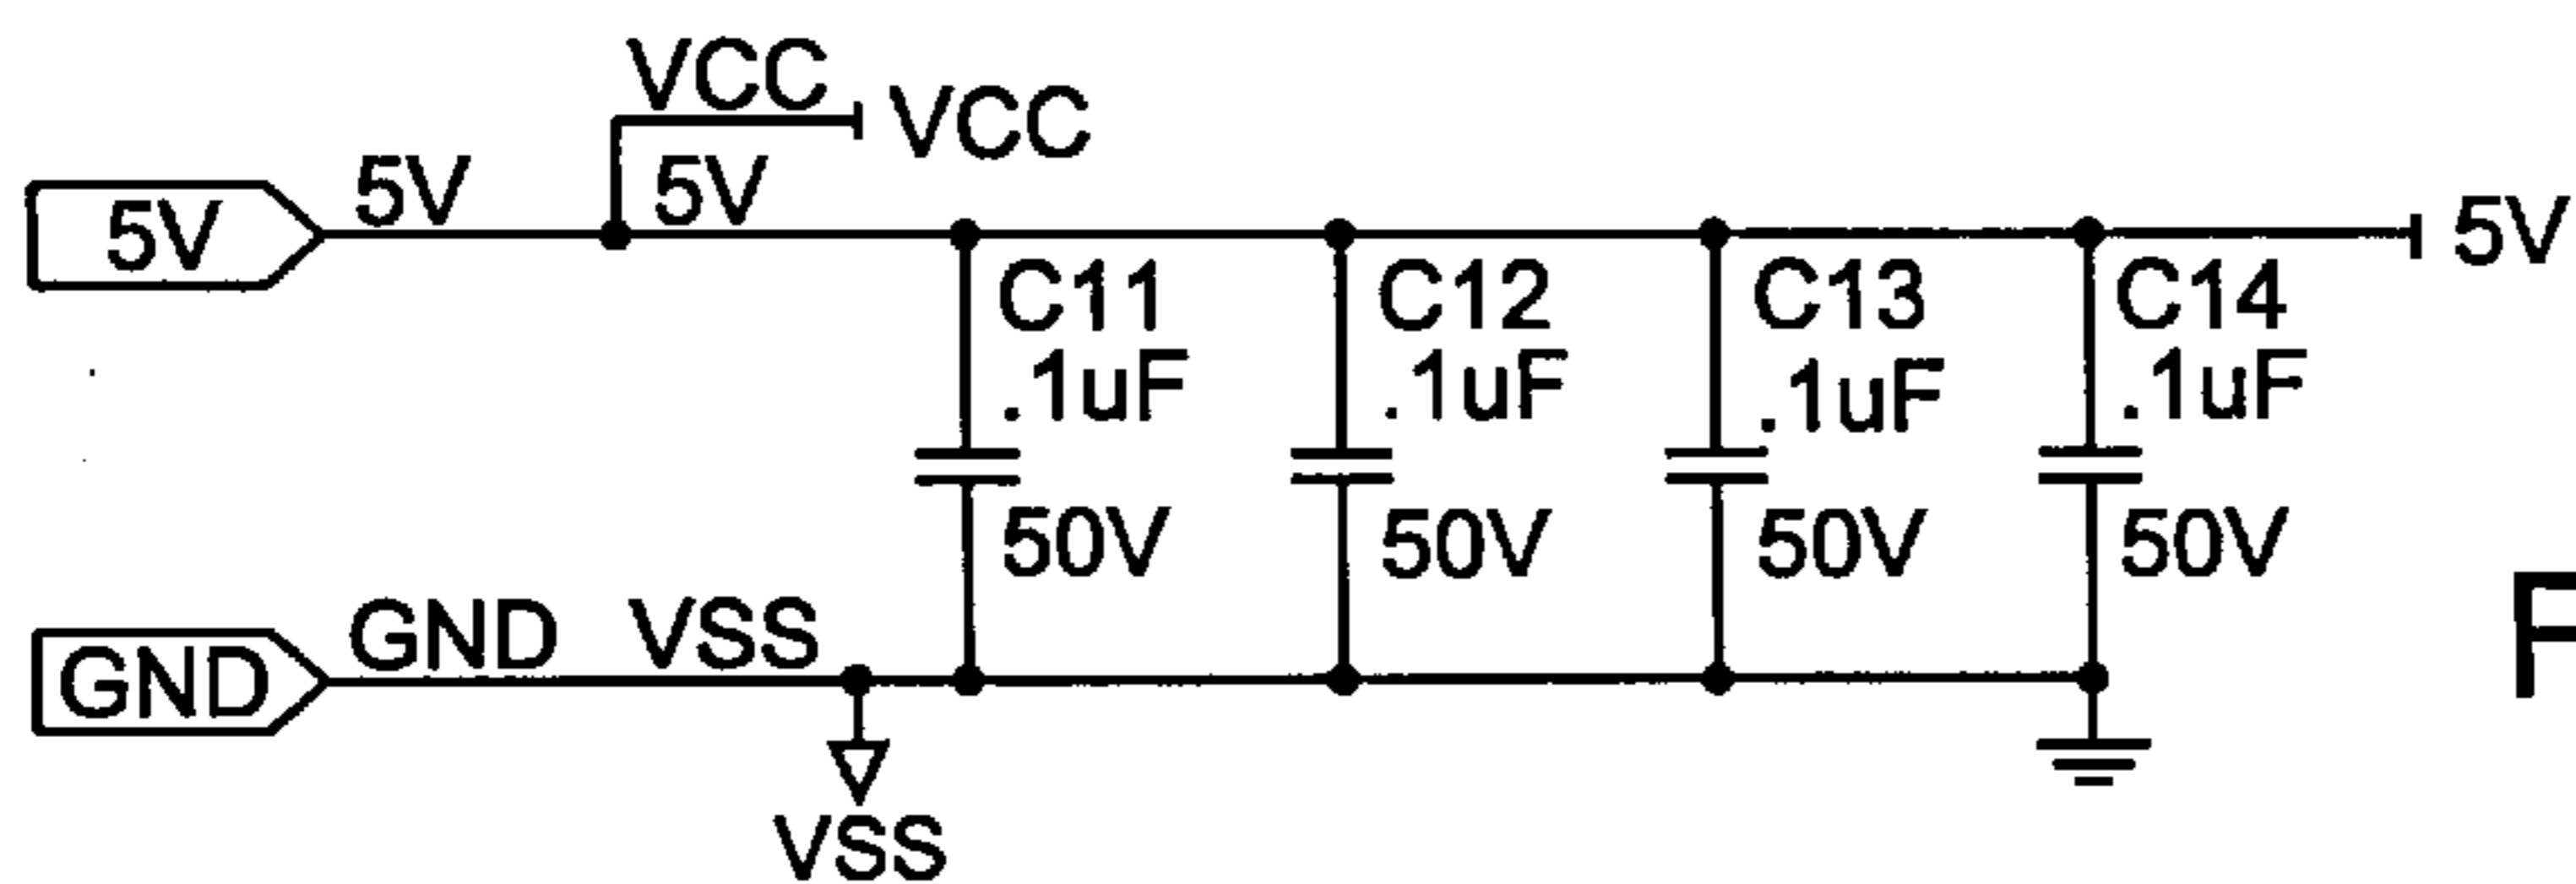 VCC
VCC
5V
5V
5V
5V
C11
.1uF
50V
C12
.1uF
50V
C13
.1uF
50V
C14
.1uF
50V
GND
GND
VSS
VSS
F